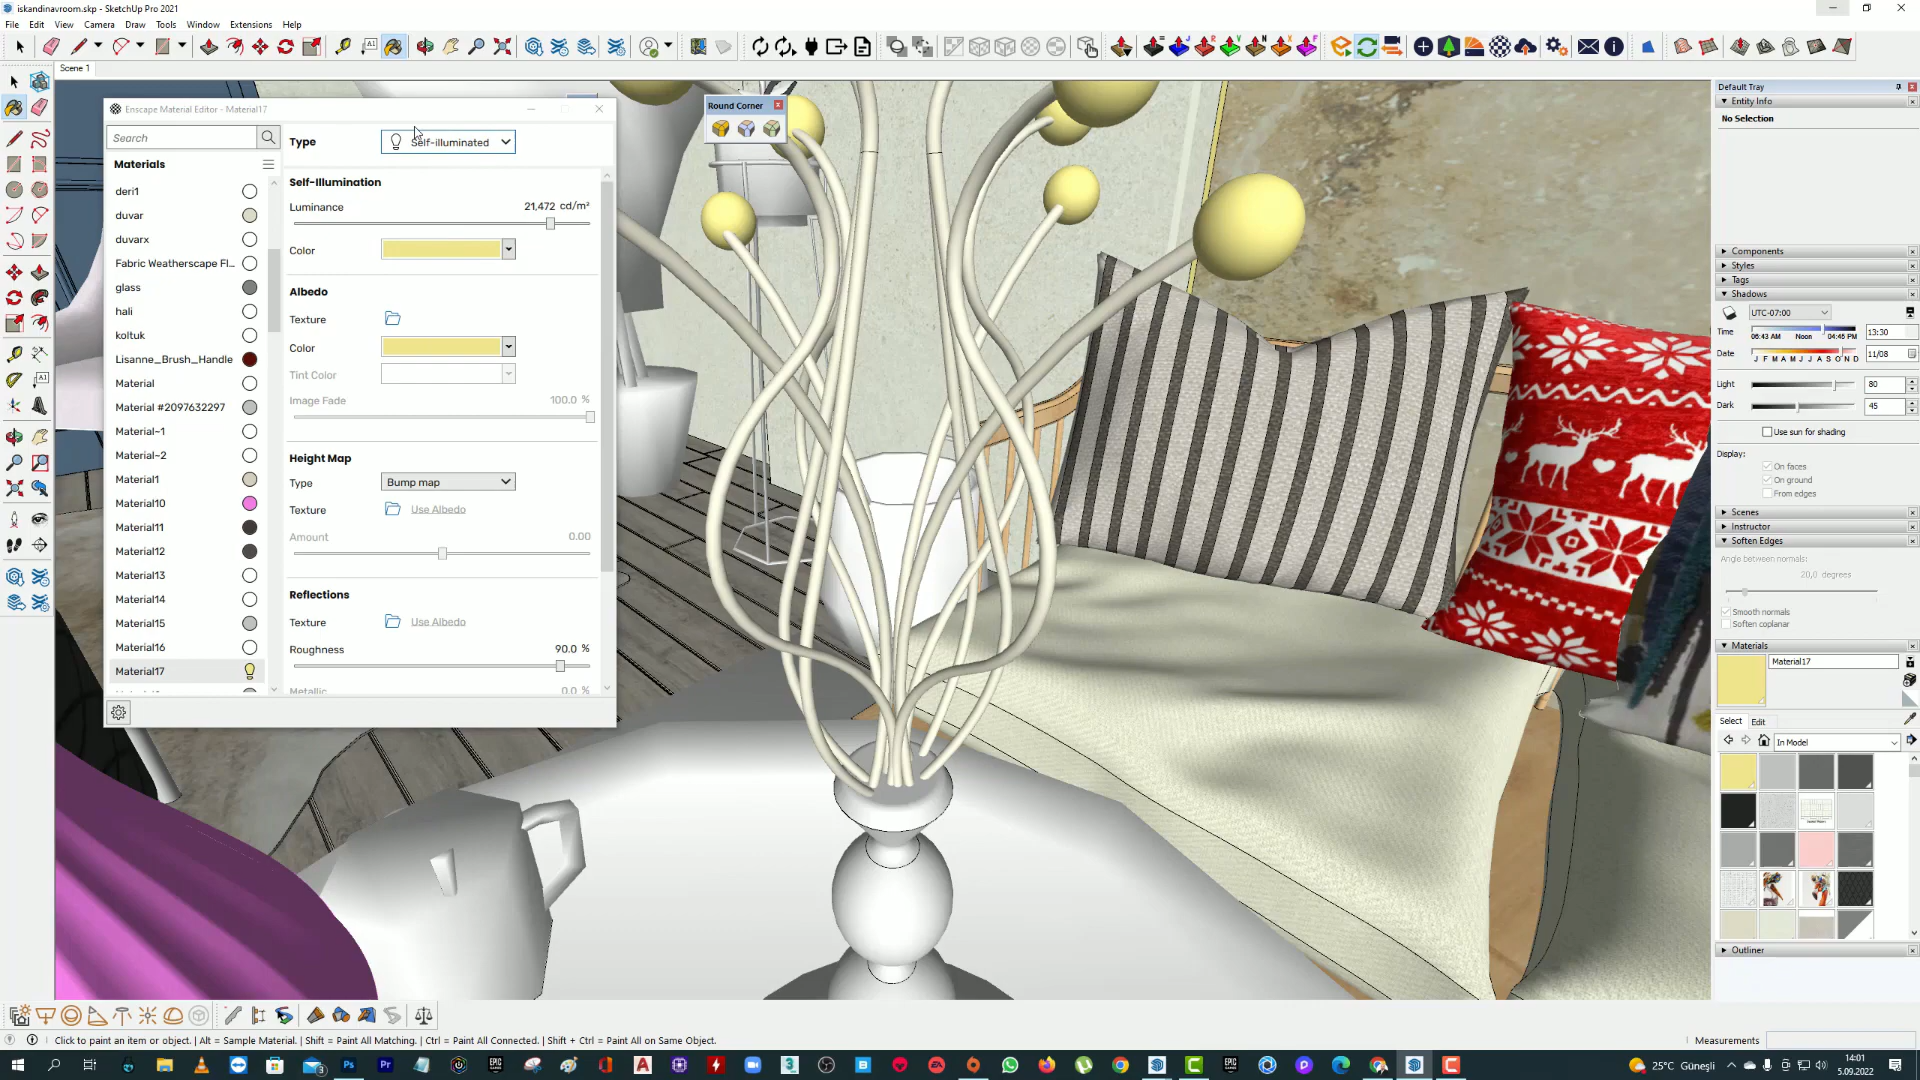 iskandinavroom.skp - SketchUp Pro 2021
File Edit View Camera Draw Tools Window Extensions Help
Scene 1
Enscape Material Editor - Material17
Search
Materials
deri1
duvar
duvarx
Fabric Weatherscape Fl...
glass
hali
koltuk
Lisanne_Brush_Handle
Material
Material #2097632297
Material~1
Material~2
Material1
Material10
Material11
Material12
Material13
Material14
Material15
Material16
Material17
Type Self-illuminated
Self-Illumination
Luminance 21,472 cd/m²
Color
Albedo
Texture
Color
Tint Color
Image Fade 100.0 %
Height Map
Type Bump map
Texture Use Albedo
Amount 0.00
Reflections
Texture Use Albedo
Roughness 90.0 %
Metallic 0.0 %
Round Corner
Default Tray
Entity Info
No Selection
Components
Styles
Tags
Shadows
UTC-07:00
Time 13:30
06:43 AM Noon 04:46 PM
Date 11/08
J F M A M J J A S O N D
Light 80
Dark 45
Use sun for shading
Display:
On faces
On ground
From edges
Scenes
Instructor
Soften Edges
Angle between normals:
20,0 degrees
Smooth normals
Soften coplanar
Materials
Material17
Select Edit
In Model
Outliner
Click to paint an item or object. | Alt = Sample Material. | Shift = Paint All Matching. | Ctrl = Paint All Connected. | Shift + Ctrl = Paint All on Same Object.
Measurements
25°C Güneşli
14:01
5.09.2022